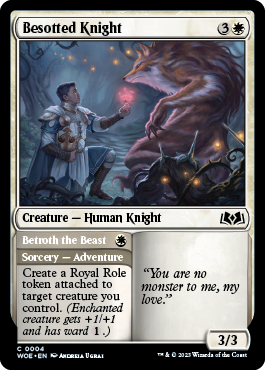 Besotted Knight 3
Creature — Human Knight
Betroth the Beast
Sorcery — Adventure
Create a Royal Role
token attached to
target creature you
control. (Enchanted
creature gets +1/+1
and has ward 1.)
“You are no
monster to me, my
love.”
3/3
C 0004
WOE • EN ANDREIA UGRAI
™ & © 2023 Wizards of the Coast